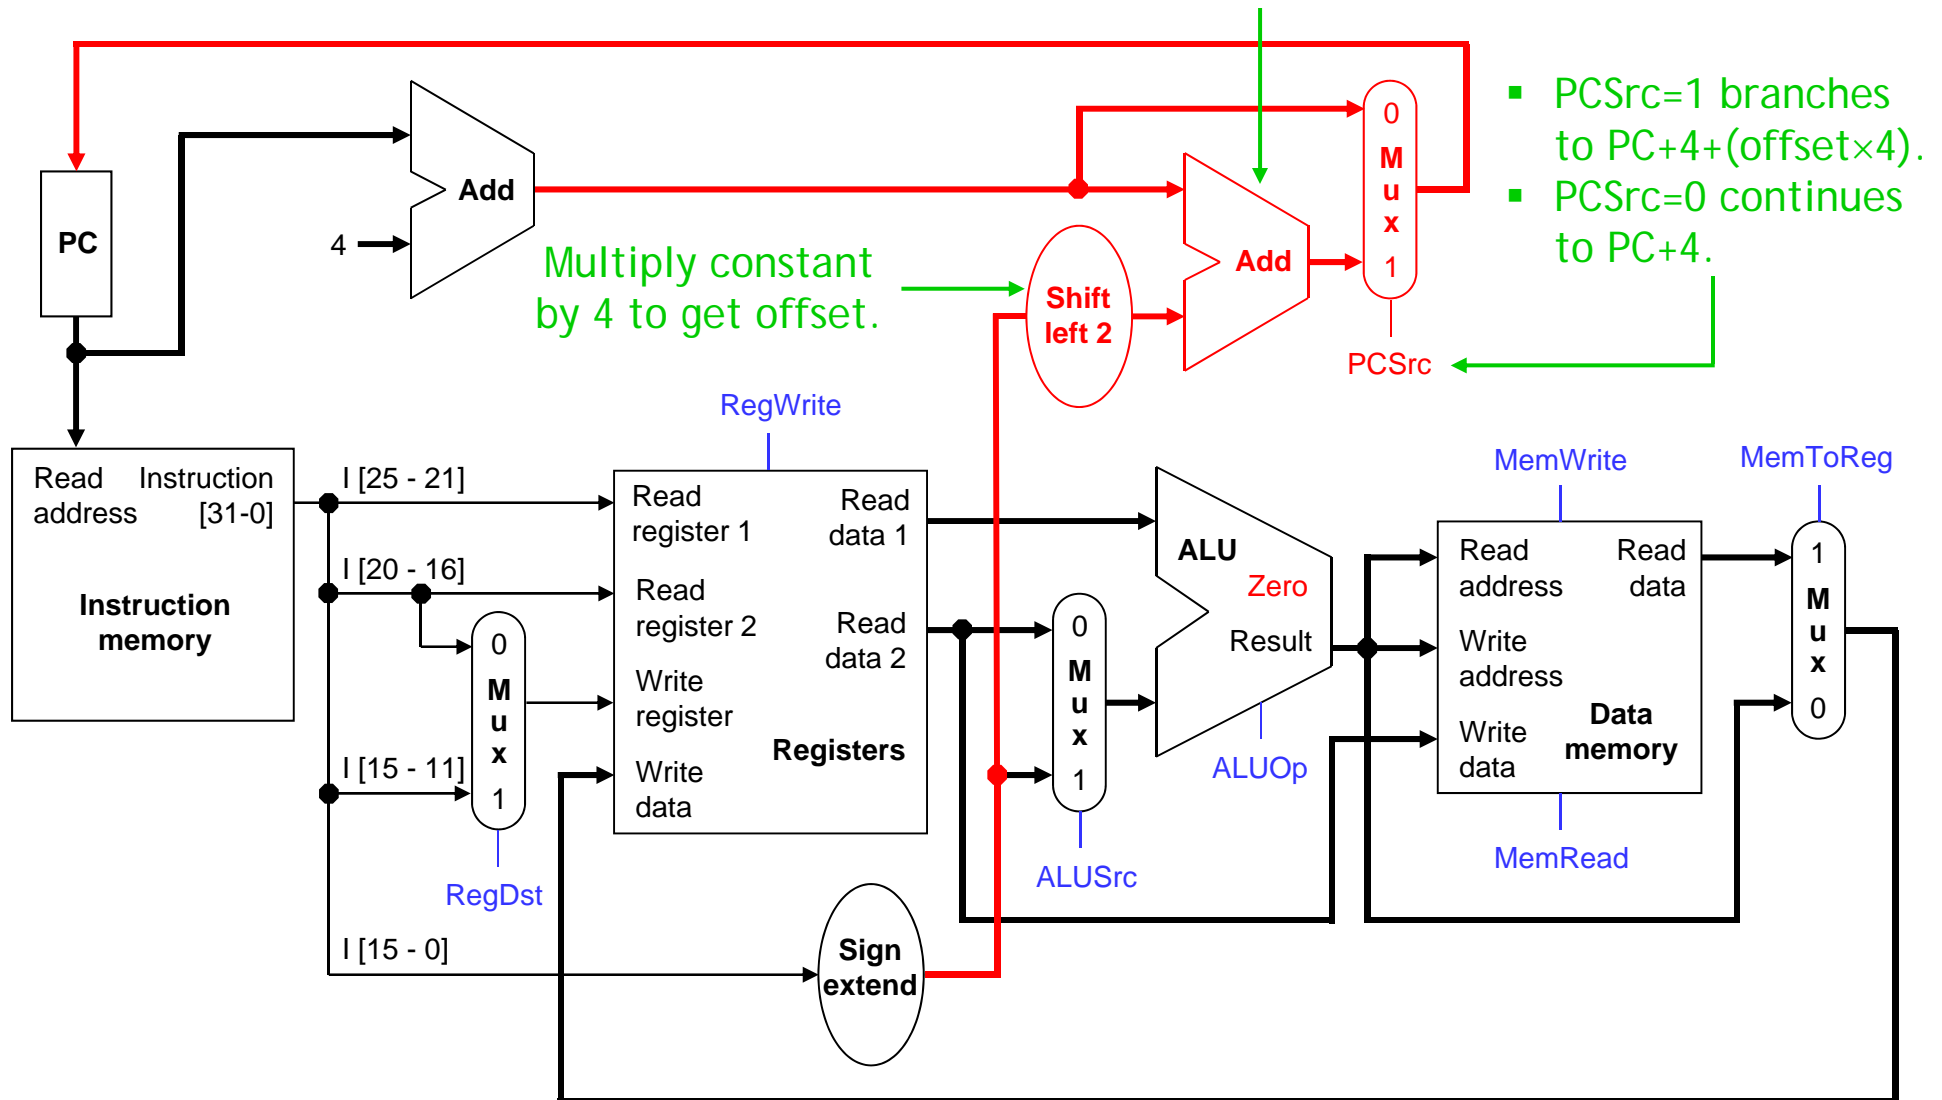 ▪ PCSrc=1 branches
to PC+4+(offset×4).
▪ PCSrc=0 continues
to PC+4.
0
M
u
x
1
PCSrc
Add
4
PC
Multiply constant
by 4 to get offset.
Shift
left 2
Add
RegWrite
MemWrite
MemToReg
Read address
Instruction [31-0]
Instruction
memory
I [25 - 21]
I [20 - 16]
I [15 - 11]
I [15 - 0]
0
M
u
x
1
RegDst
Read
register 1
Read
register 2
Write
register
Write
data
Read
data 1
Read
data 2
Registers
Sign
extend
0
M
u
x
1
ALUSrc
ALU
Zero
Result
ALUOp
Read
address
Write
address
Write
data
Read
data
Data
memory
MemRead
1
M
u
x
0